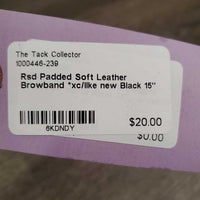 The Tack Collector
1000446-239
Rsd Padded Soft Leather
Browband *xc/like new Black 15"
6KDNDY
$20.00
$0.00